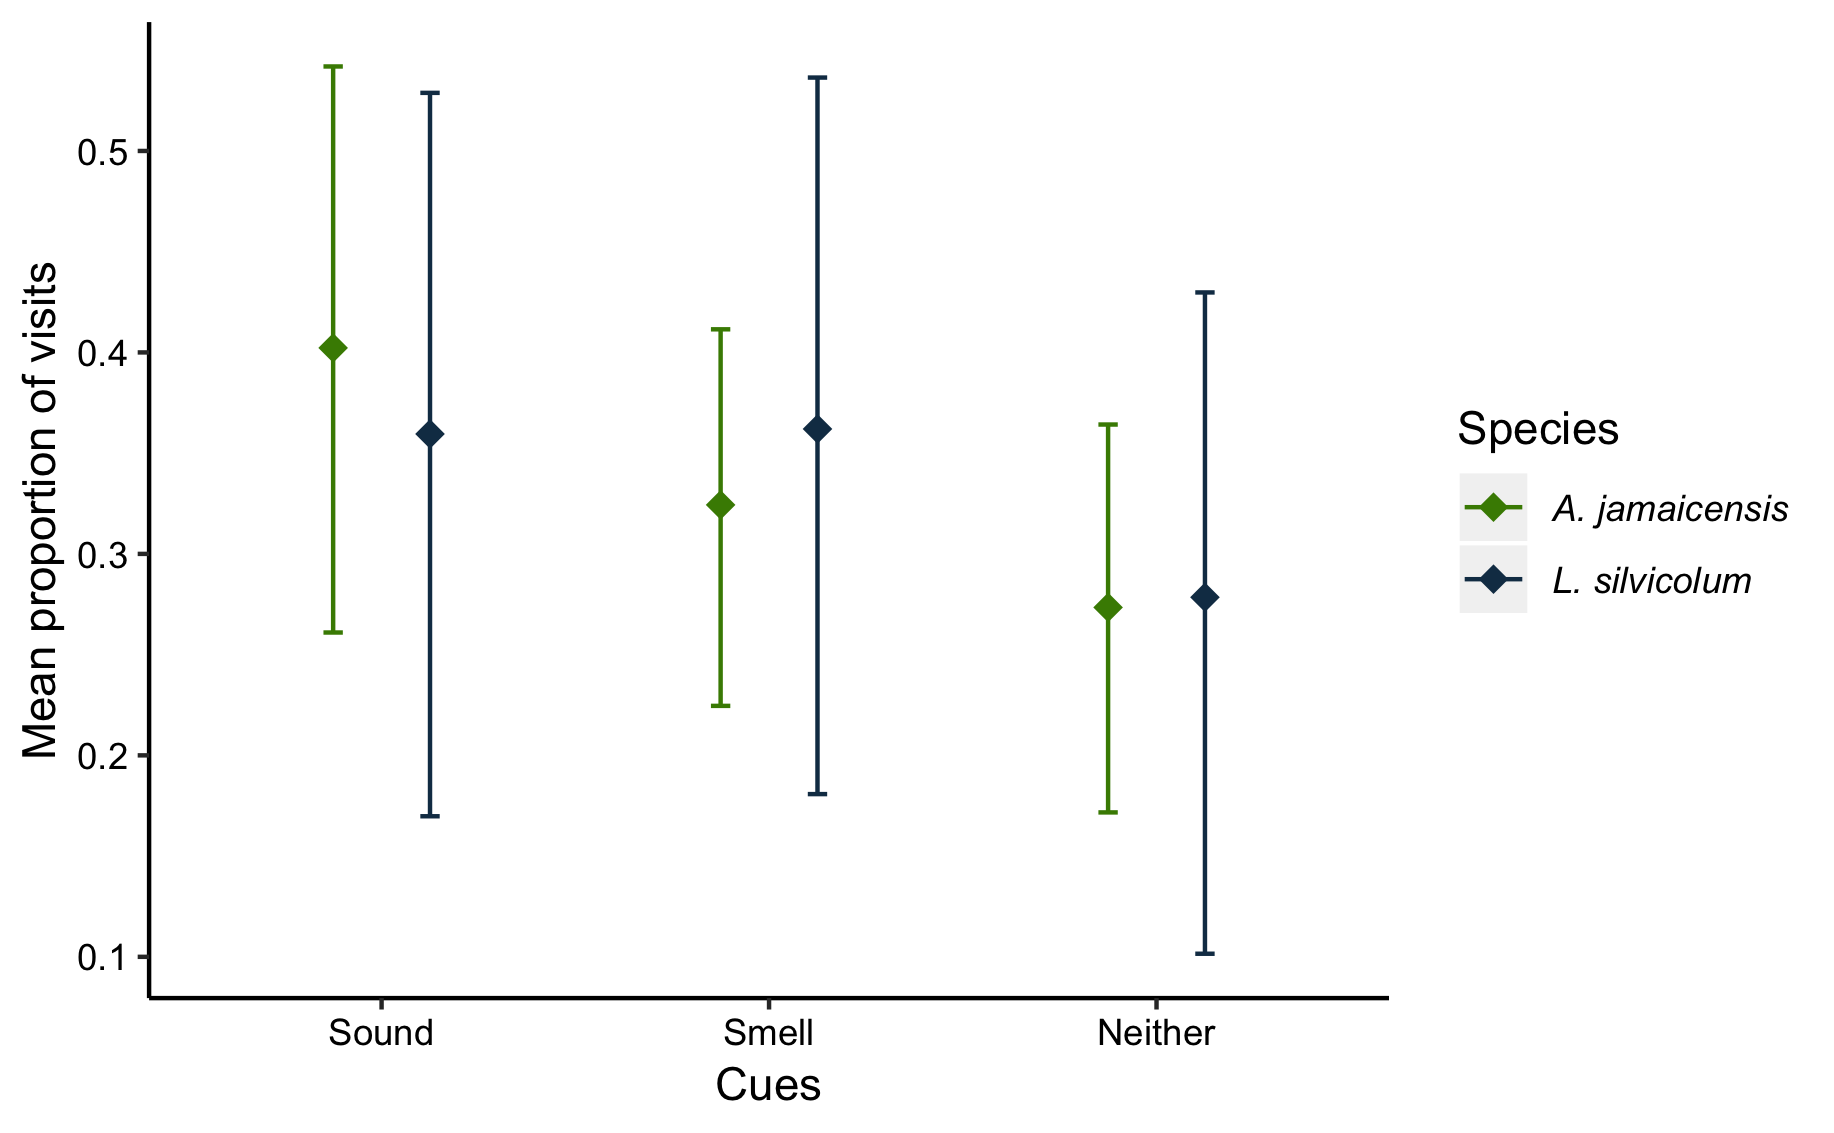 Mean proportion of visits
0.5
0.4
0.3
0.2
0.1
Sound Smell Neither
Cues
Species
A. jamaicensis
L. silvicolum